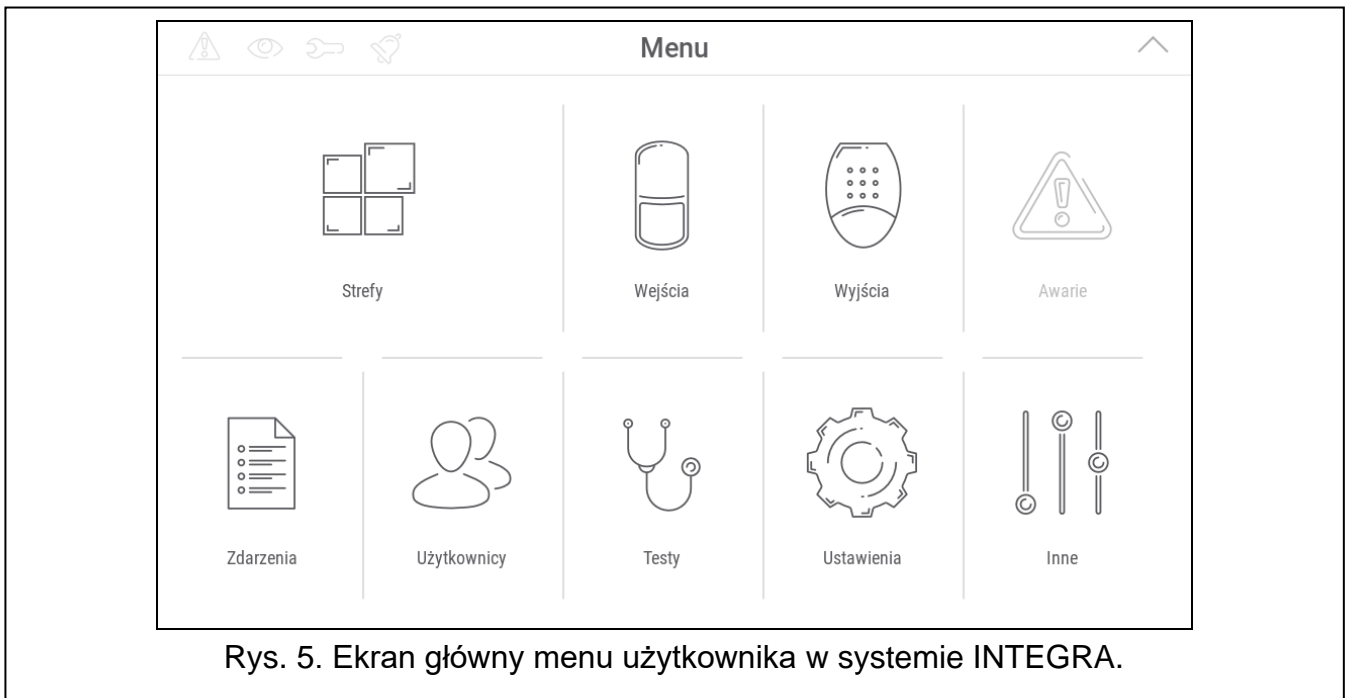 Menu
Strefy
Wejścia
Wyjścia
Awarie
Zdarzenia
Użytkownicy
Testy
Ustawienia
Inne
Rys. 5. Ekran główny menu użytkownika w systemie INTEGRA.